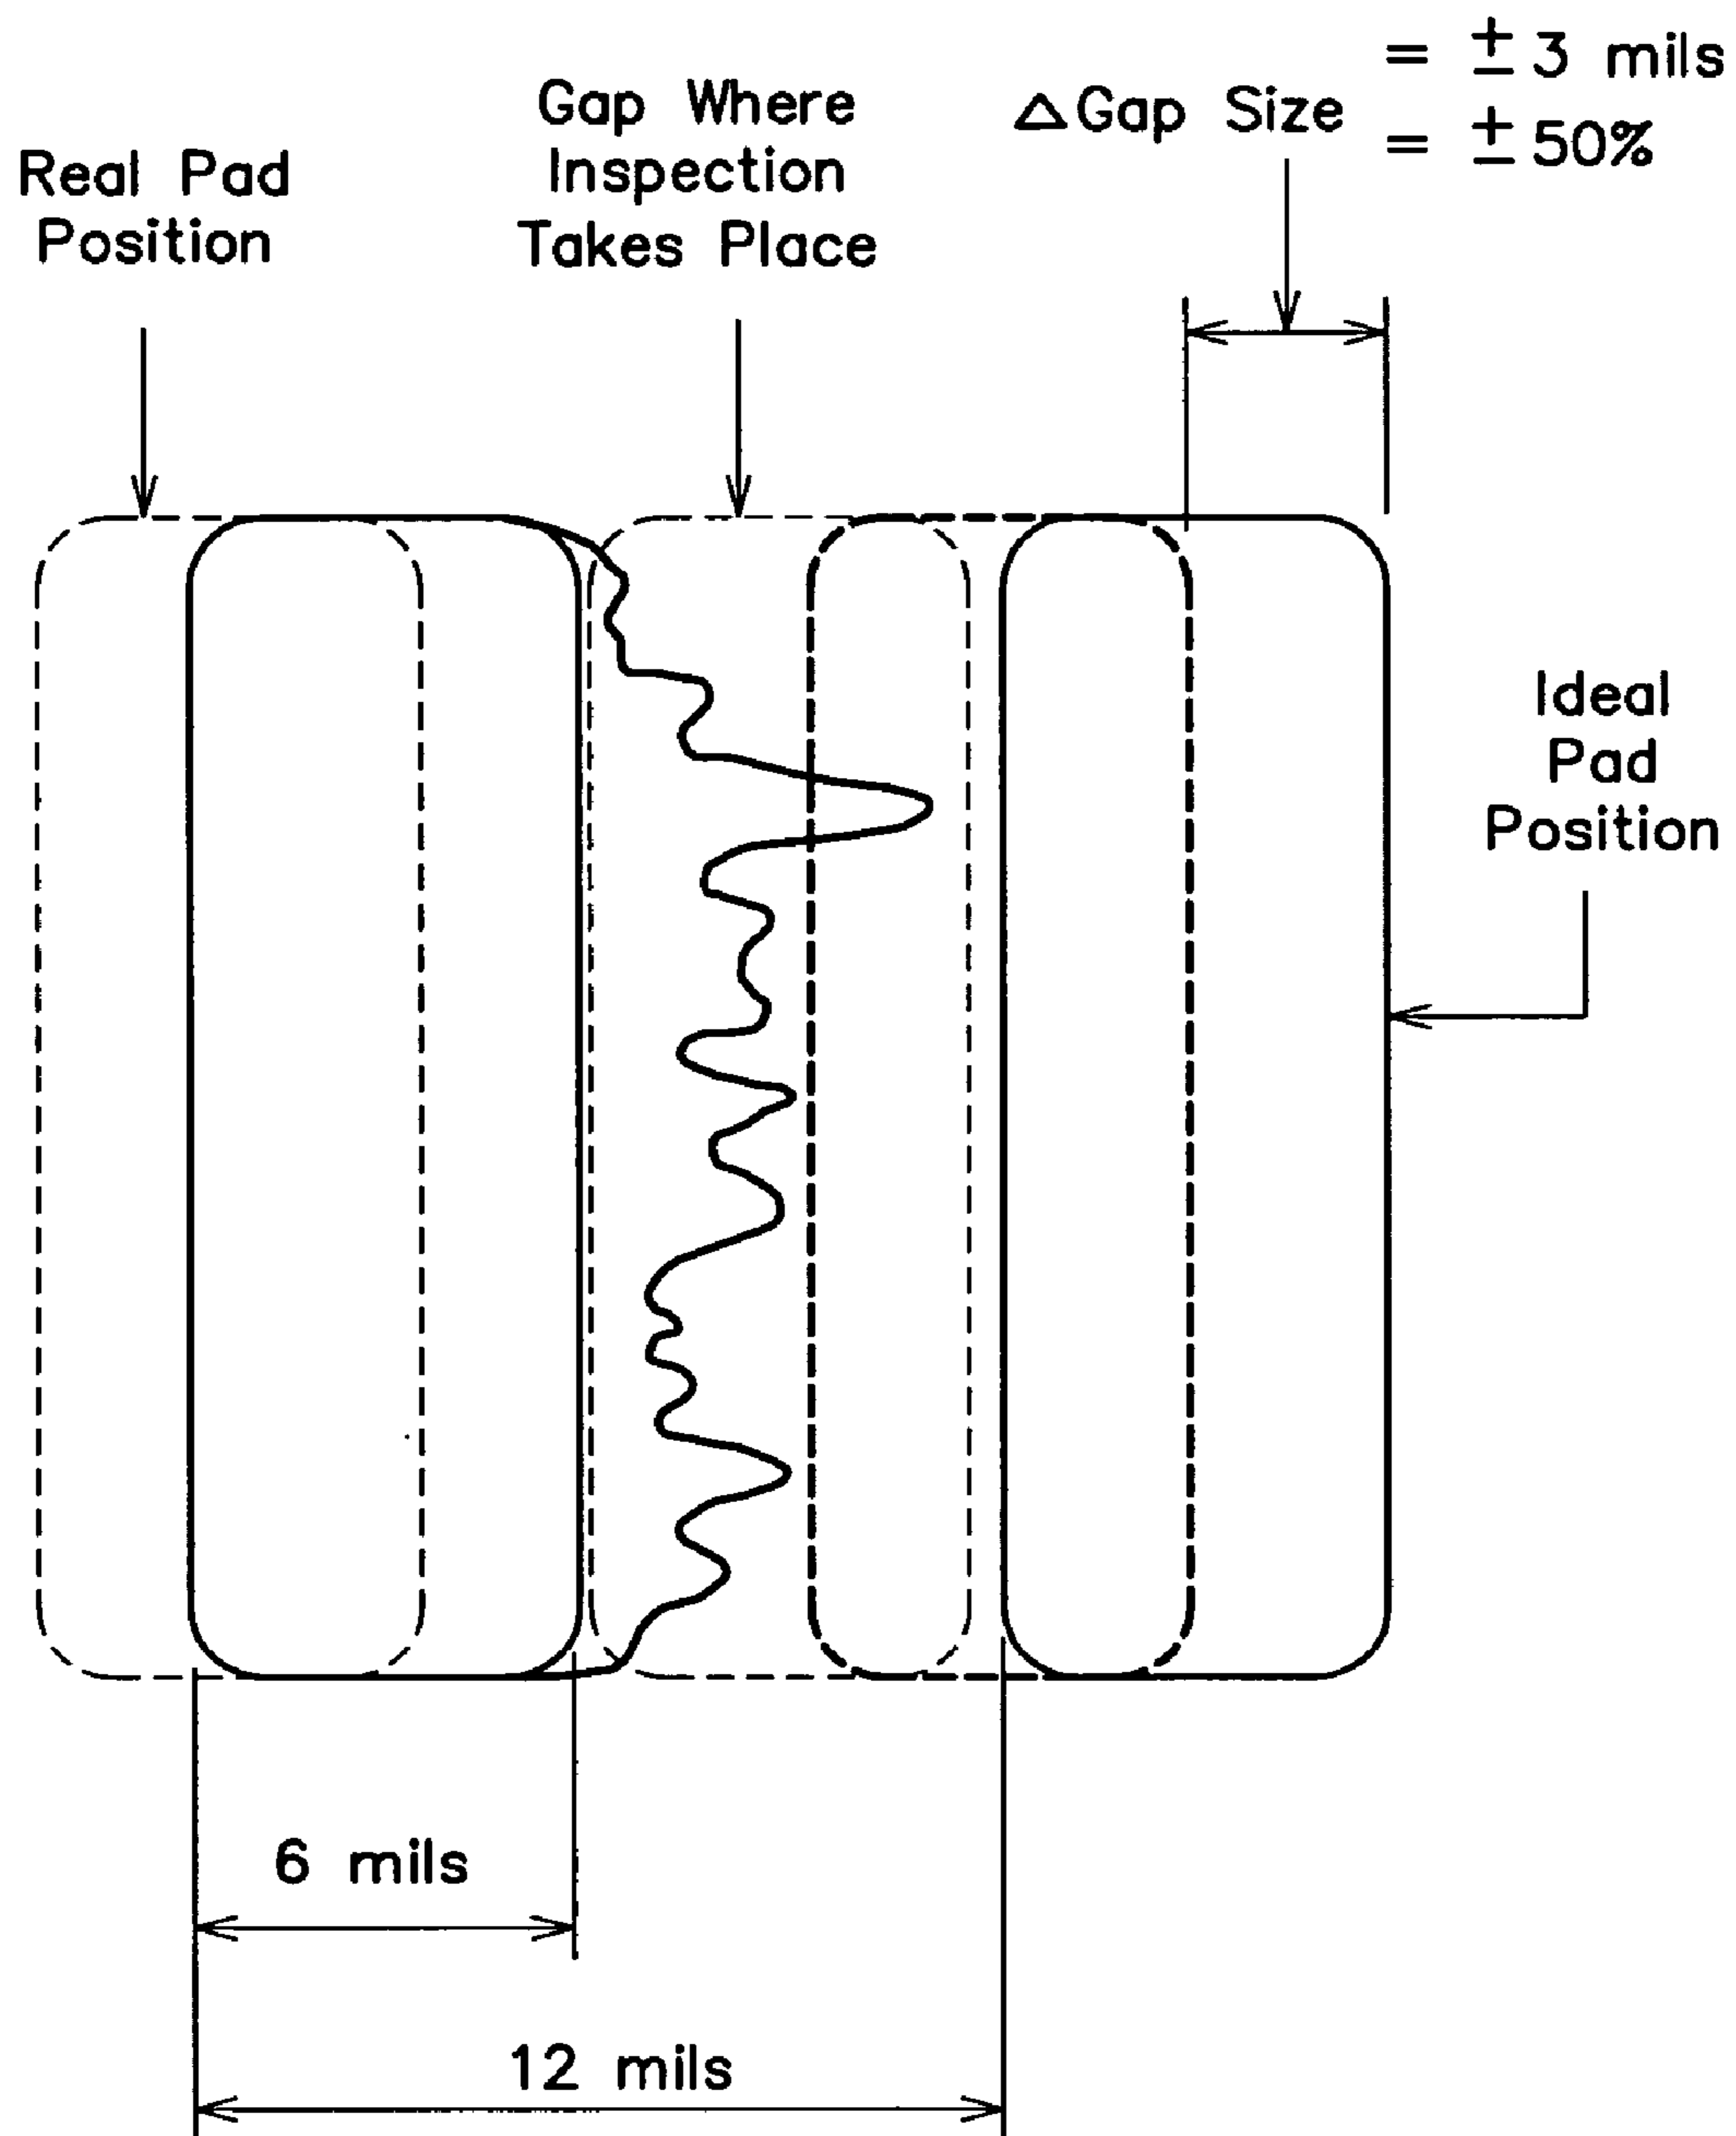 Real Pad
Position
Gap Where
Inspection
Takes Place
△Gap Size
= ±3 mils
= ±50%
Ideal
Pad
Position
6 mils
12 mils